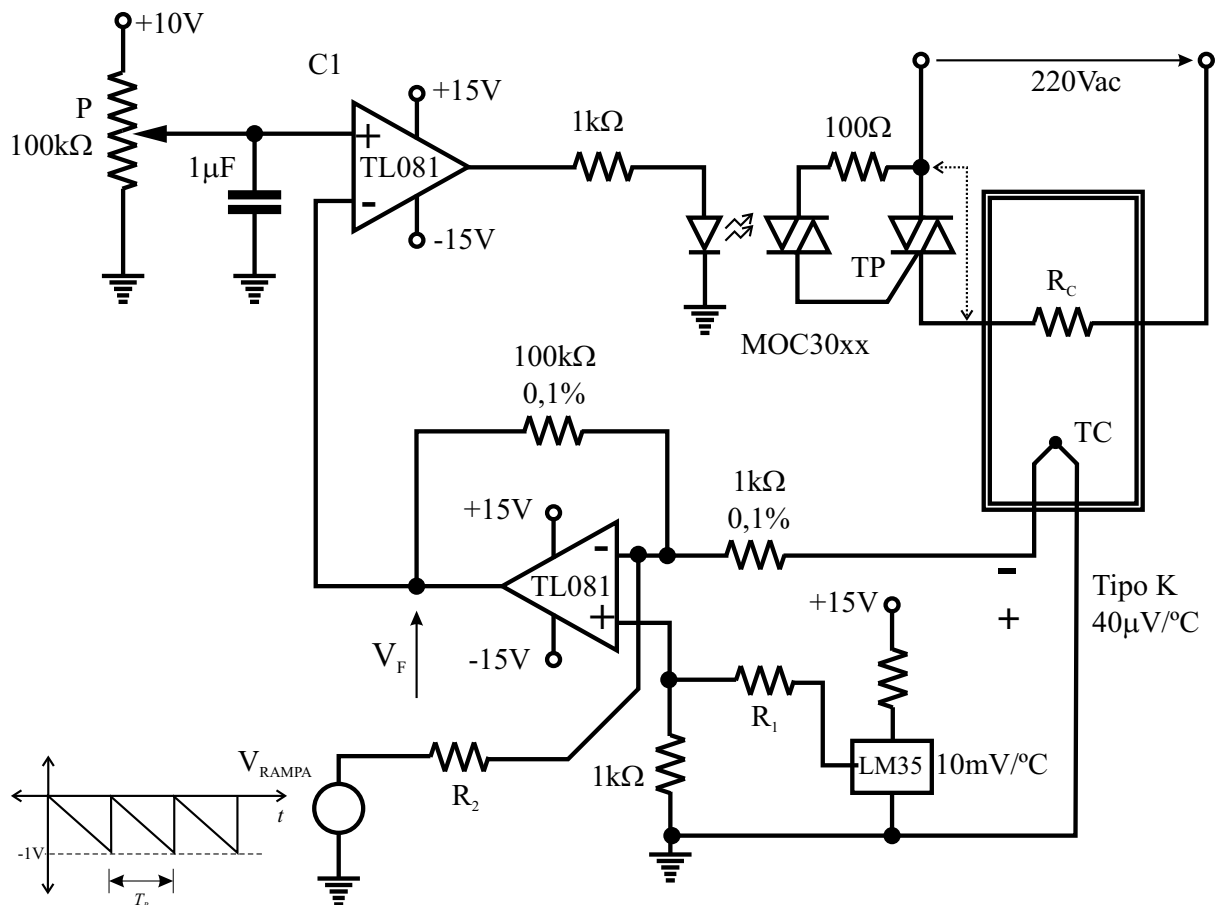 +10V
C1
P
100kΩ
1μF
+
-
TL081
+15V
-15V
1kΩ
100Ω
220Vac
TP
MOC30xx
R_C
TC
100kΩ
0,1%
1kΩ
0,1%
+15V
-
TL081
+
-15V
V_F
-
+
Tipo K
40μV/ºC
+15V
R_1
LM35
10mV/ºC
1kΩ
V_RAMPA
R_2
t
-1V